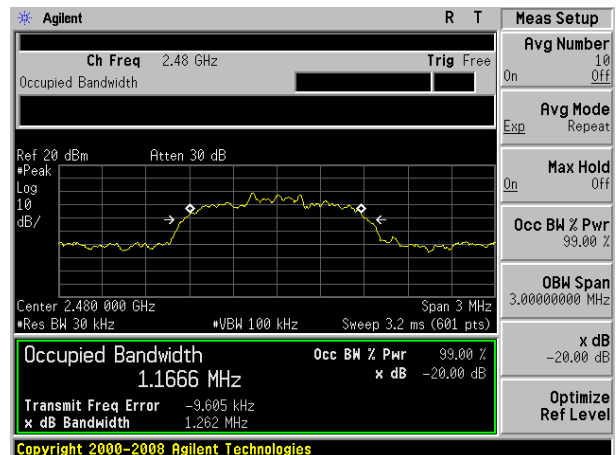 Agilent R T Meas Setup
Ch Freq 2.48 GHz Trig Free
Occupied Bandwidth
Ref 20 dBm Atten 30 dB
#Peak
Log
10
dB/
Center 2.480 000 GHz Span 3 MHz
#Res BW 30 kHz #VBW 100 kHz Sweep 3.2 ms (601 pts)
Occupied Bandwidth
1.1666 MHz
Occ BW % Pwr 99.00 %
x dB -20.00 dB
Transmit Freq Error -9.605 kHz
x dB Bandwidth 1.262 MHz
Copyright 2000-2008 Agilent Technologies
Avg Number
10
On Off
Avg Mode
Exp Repeat
Max Hold
On Off
Occ BW % Pwr
99.00 %
OBW Span
3.00000000 MHz
x dB
-20.00 dB
Optimize
Ref Level